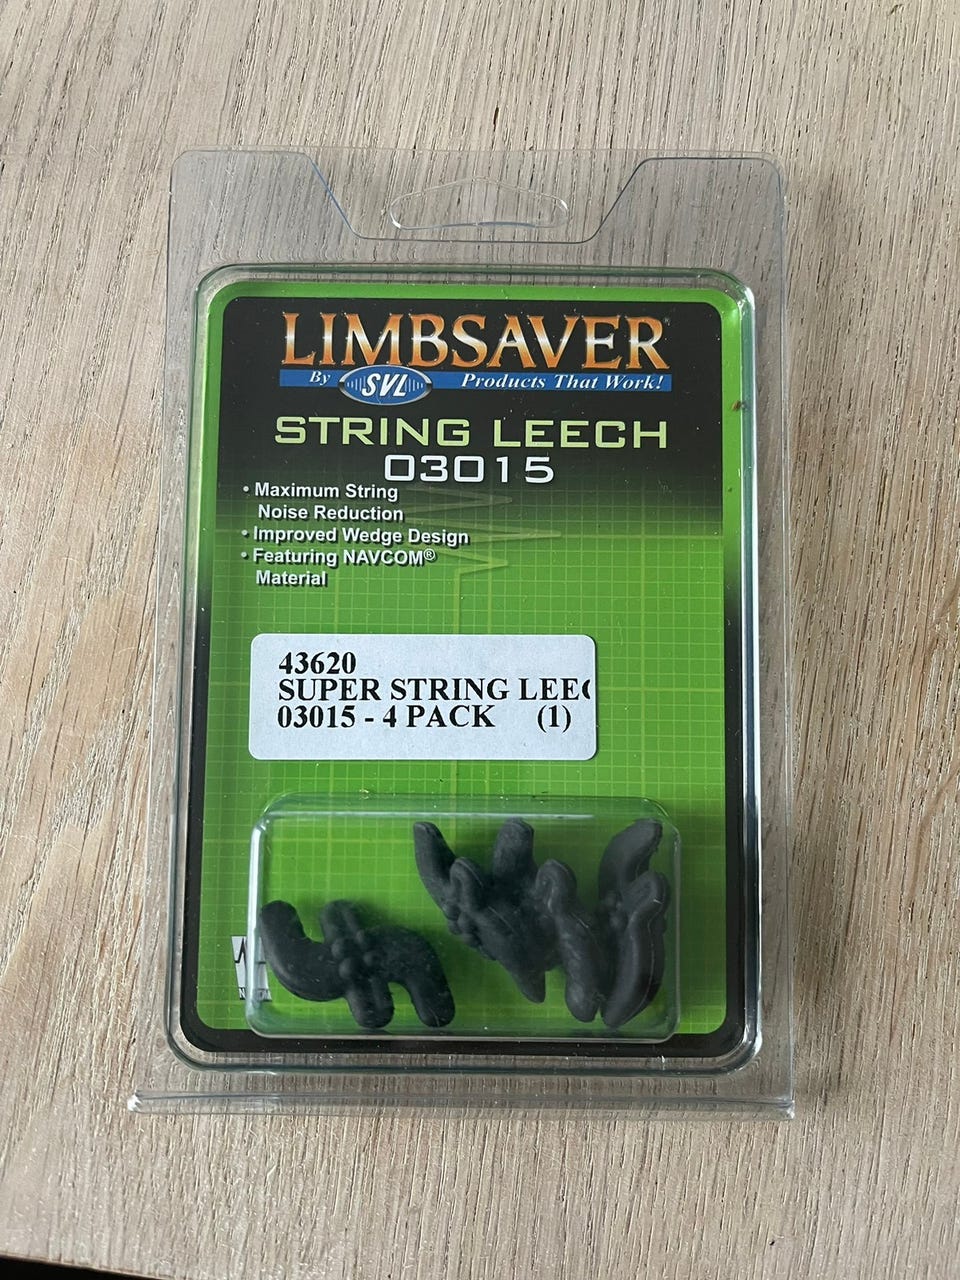 LIMBSAVER®
By SVL Products That Work!
STRING LEECH
03015
• Maximum String
Noise Reduction
• Improved Wedge Design
• Featuring NAVCOM®
Material
43620
SUPER STRING LEEC
03015 - 4 PACK (1)